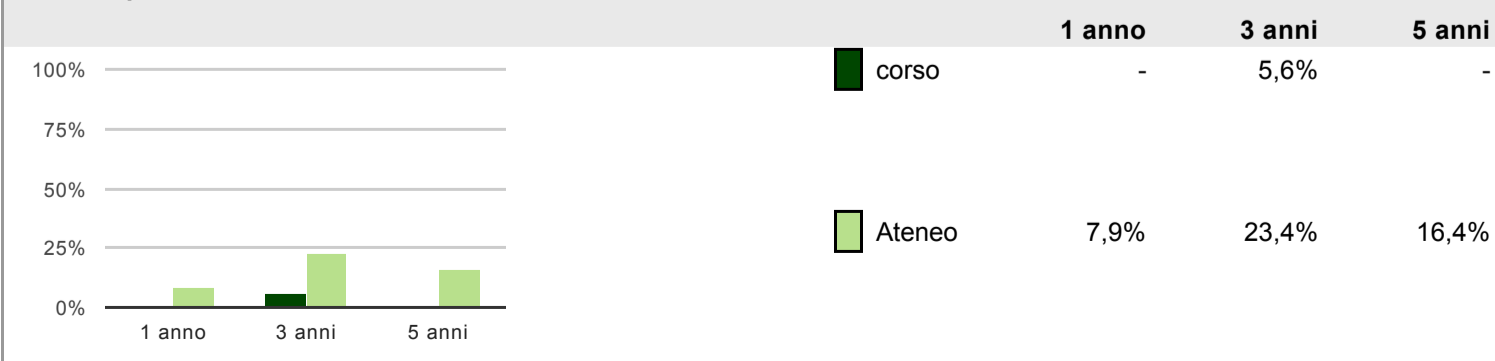 1 anno 3 anni 5 anni
100%
75%
50%
25%
0%
1 anno 3 anni 5 anni
corso - 5,6% -
Ateneo 7,9% 23,4% 16,4%